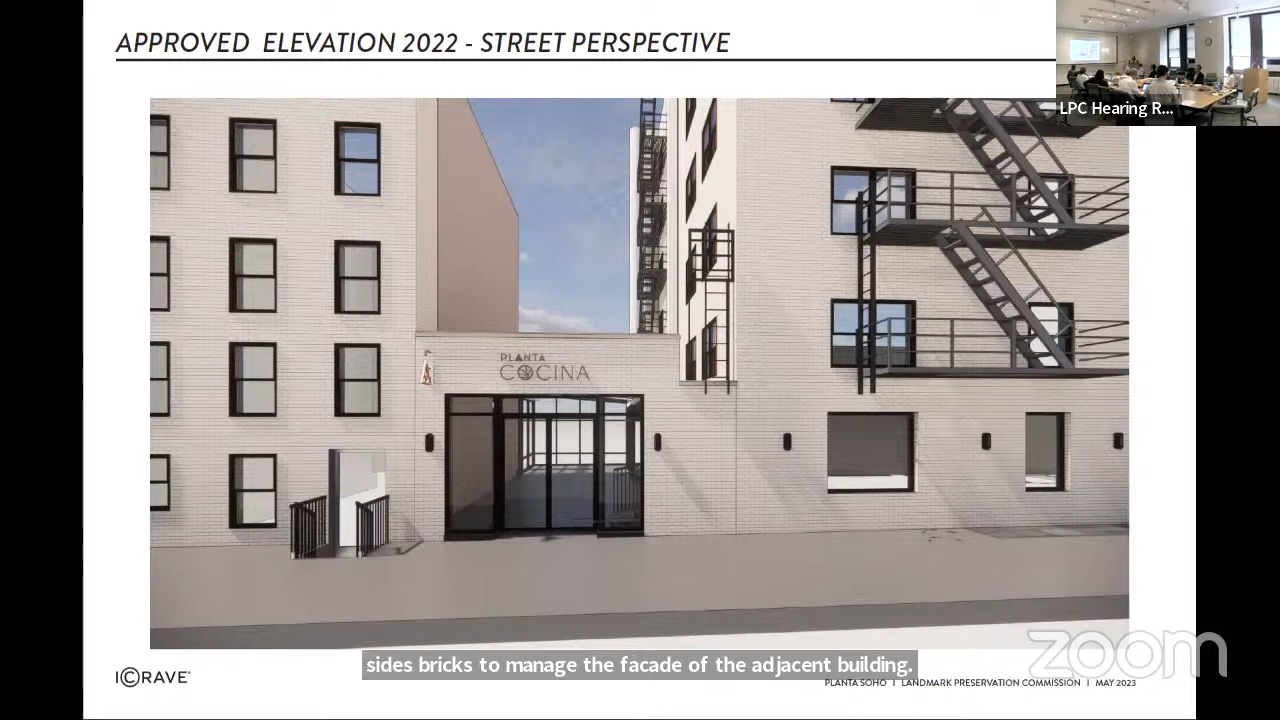 APPROVED ELEVATION 2022 - STREET PERSPECTIVE
LPC Hearing R...
PLANTA
COCINA
sides bricks to manage the facade of the adjacent building.
zoom
ICRAVE
PLANTA SOHO | LANDMARK PRESERVATION COMMISSION | MAY 2023